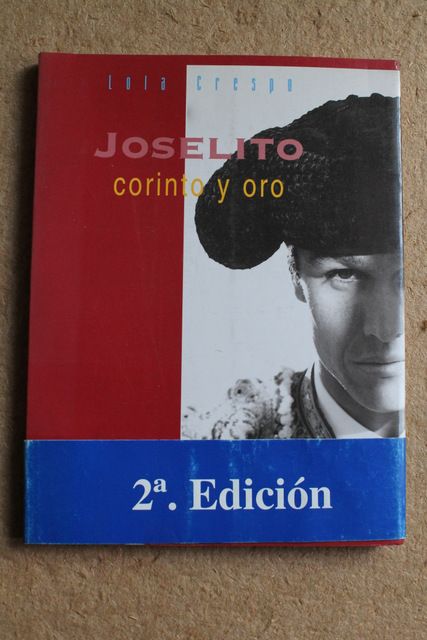 Lola Crespo
JOSELITO
corinto y oro
2ª. Edición